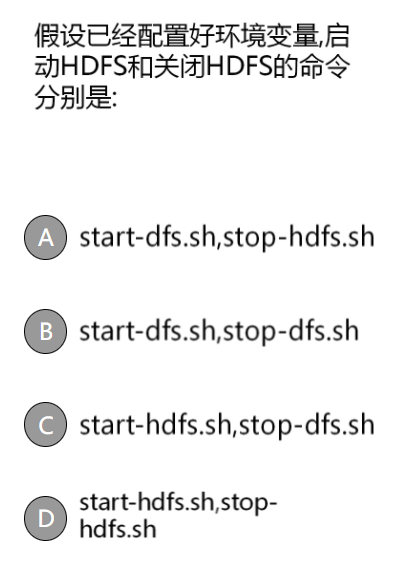 假设已经配置好环境变量,启
动HDFS和关闭HDFS的命令
分别是:
A start-dfs.sh,stop-hdfs.sh
B start-dfs.sh,stop-dfs.sh
C start-hdfs.sh,stop-dfs.sh
D start-hdfs.sh,stop-
hdfs.sh